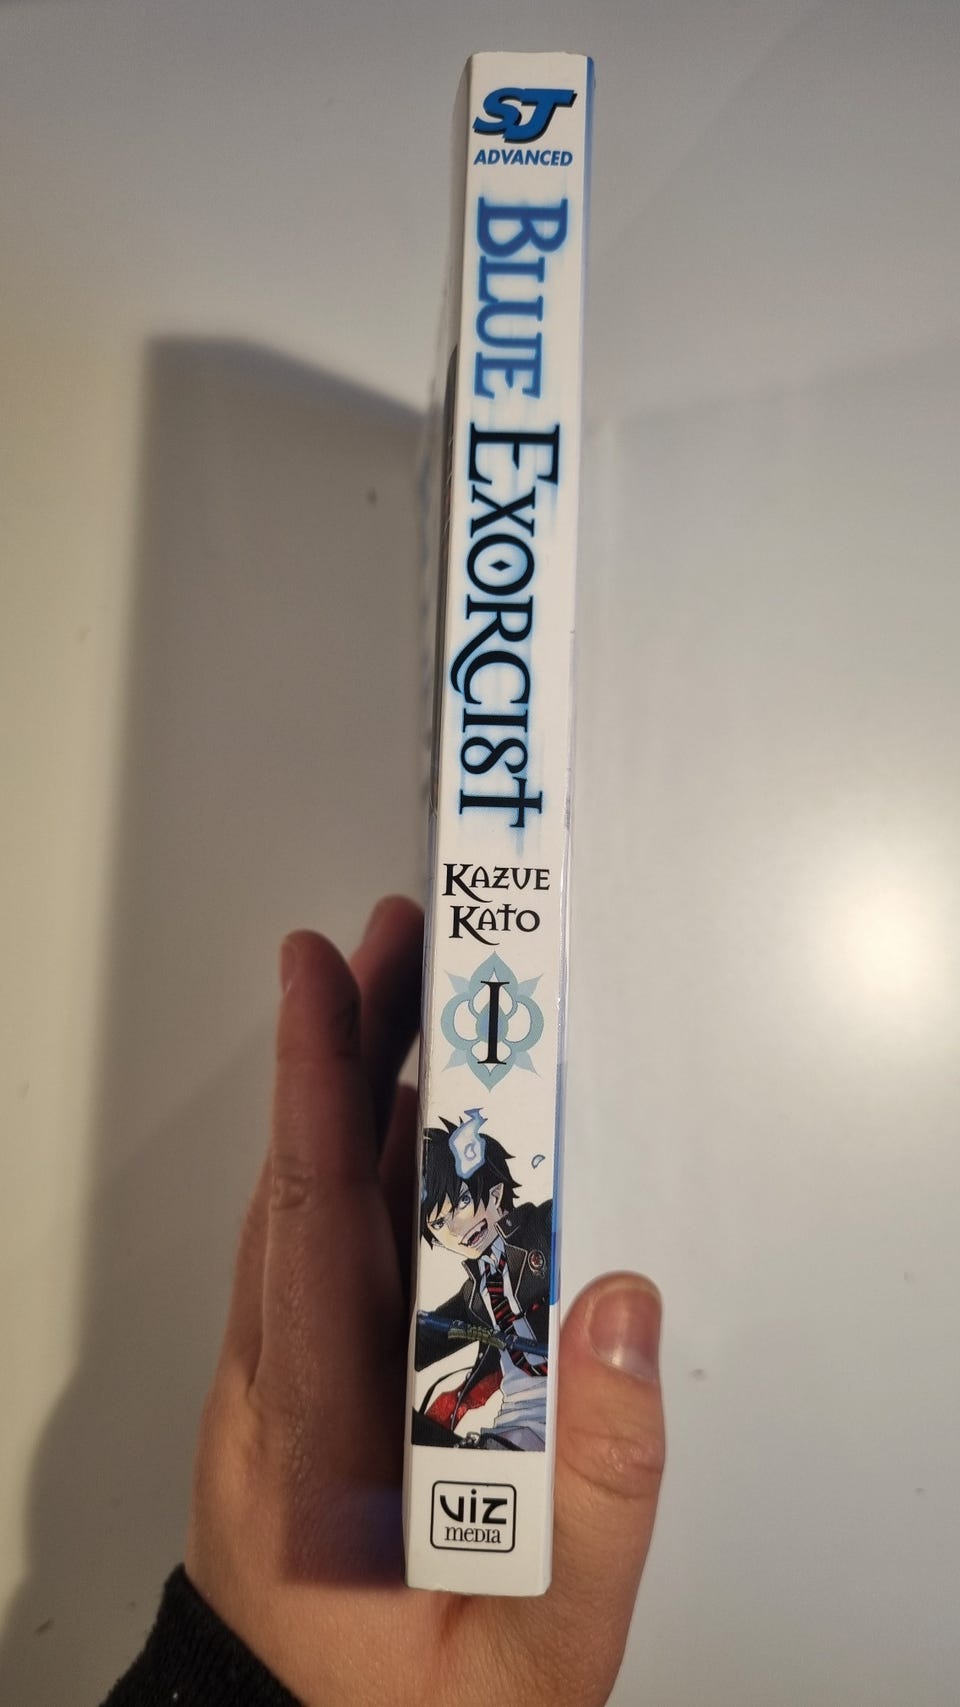 SJ
ADVANCED
BLUE EXORCIST
KAZUE
KATO
I
VIZ
media